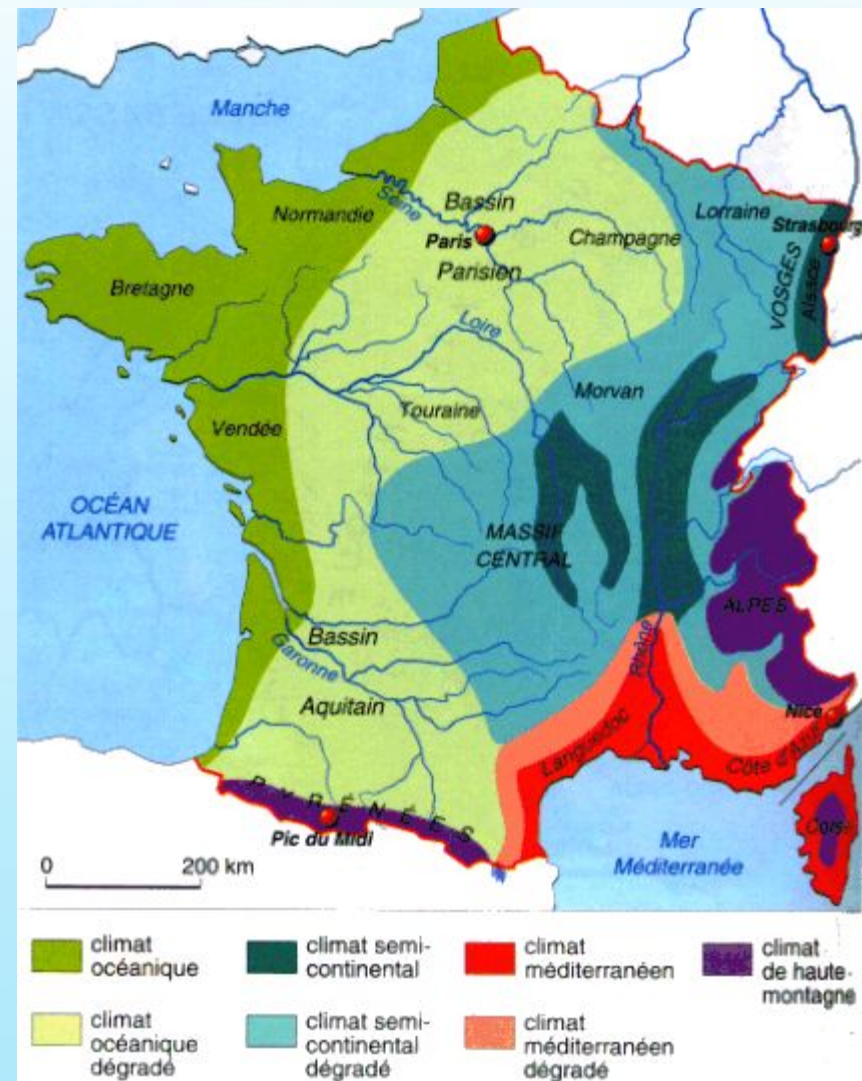 Manche
Normandie
Seine
Bassin
Paris
Parisien
Champagne
Lorraine
Strasbourg
VOSGES
Alsace
Bretagne
Loire
Morvan
Touraine
Vendée
OCÉAN
ATLANTIQUE
MASSIF
CENTRAL
ALPES
Bassin
Garonne
Aquitain
Rhône
Nice
Languedoc
Côte d'Azur
PYRÉNÉES
Pic du Midi
Corse
Mer
Méditerranée
0 200 km
climat
océanique
climat semi-
continental
climat
méditerranéen
climat
de haute
montagne
climat
océanique
dégradé
climat semi-
continental
dégradé
climat
méditerranéen
dégradé